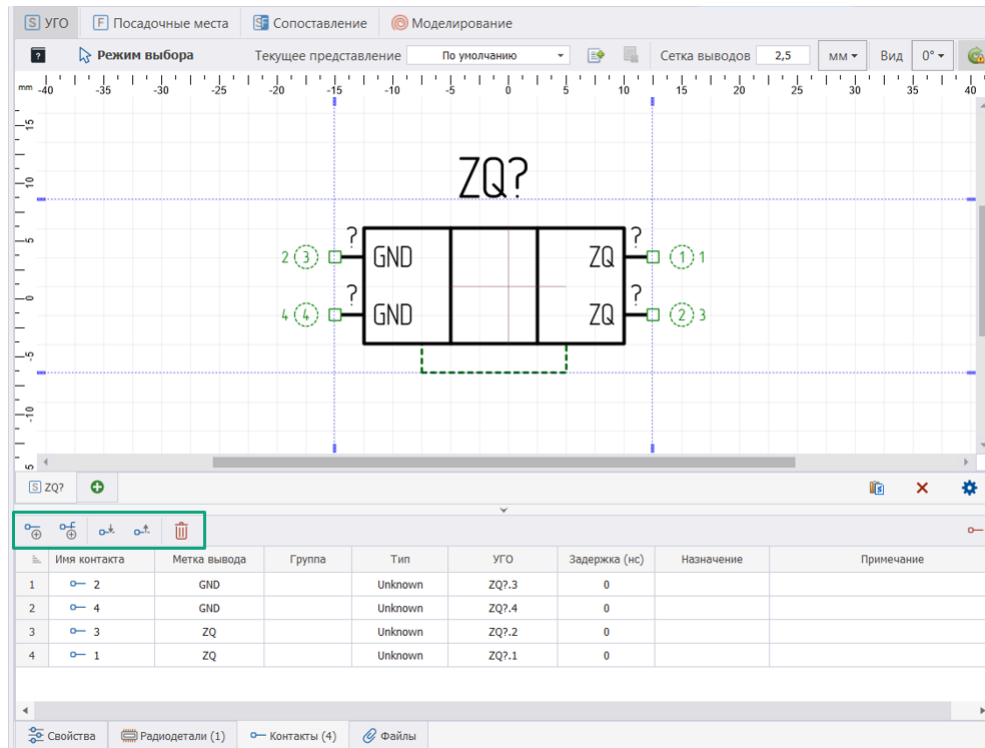 S УГО F Посадочные места SF Сопоставление Моделирование
? Режим выбора Текущее представление По умолчанию Сетка выводов 2,5 мм Вид 0°
mm -40 -35 -30 -25 -20 -15 -10 -5 0 5 10 15 20 25 30 35 40
15
10
5
0
-5
-10
5
ZQ?
2 3 ? GND ZQ ? 1 1
4 4 ? GND ZQ ? 2 3
S ZQ?
Имя контакта Метка вывода Группа Тип УГО Задержка (нс) Назначение Примечание
1 2 GND Unknown ZQ?.3 0
2 4 GND Unknown ZQ?.4 0
3 3 ZQ Unknown ZQ?.2 0
4 1 ZQ Unknown ZQ?.1 0
Свойства Радиодетали (1) Контакты (4) Файлы